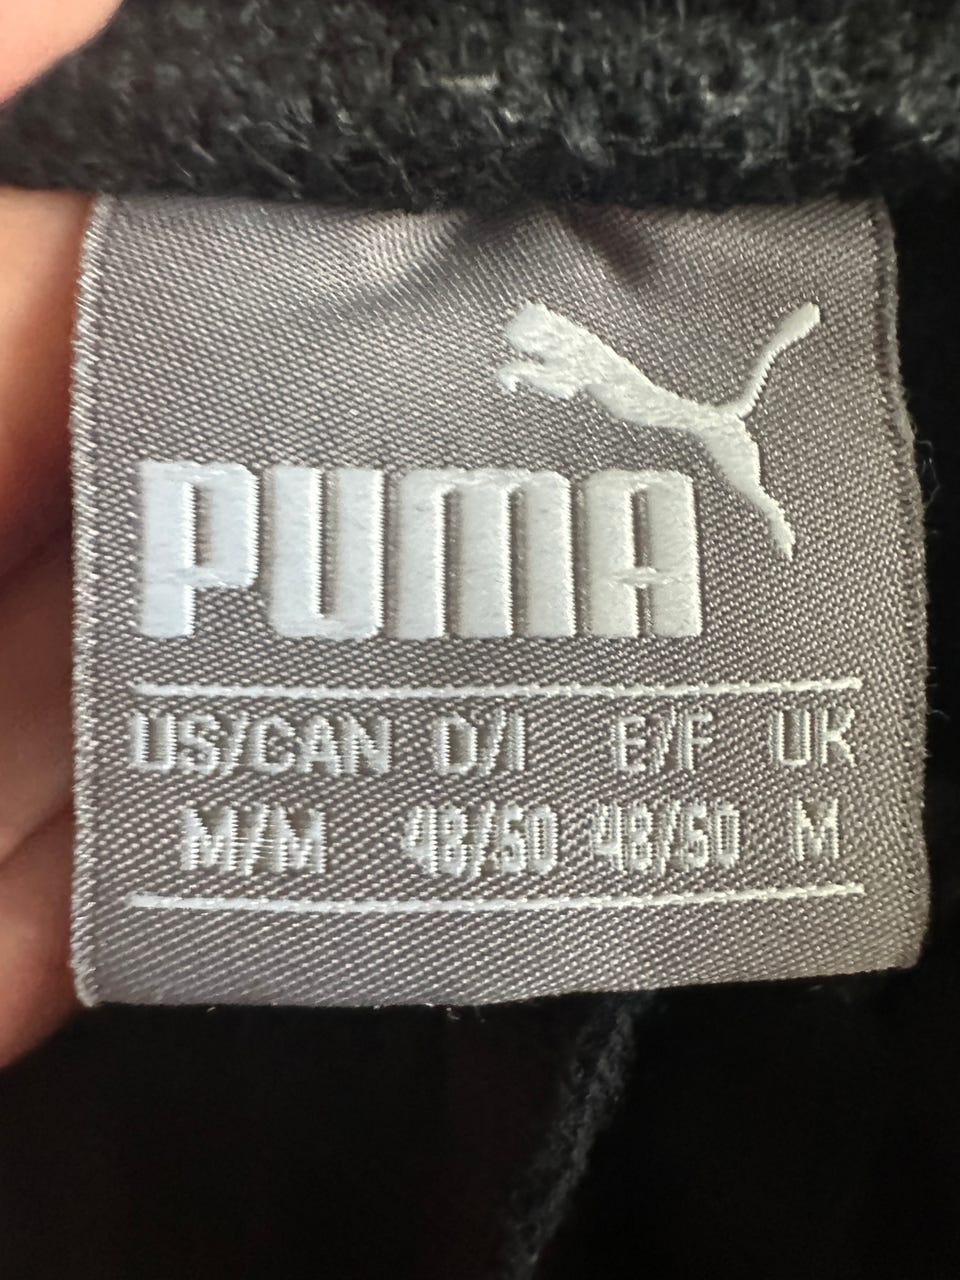 PUMA
US/CAN D/I E/F UK
M/M 48/50 48/50 M